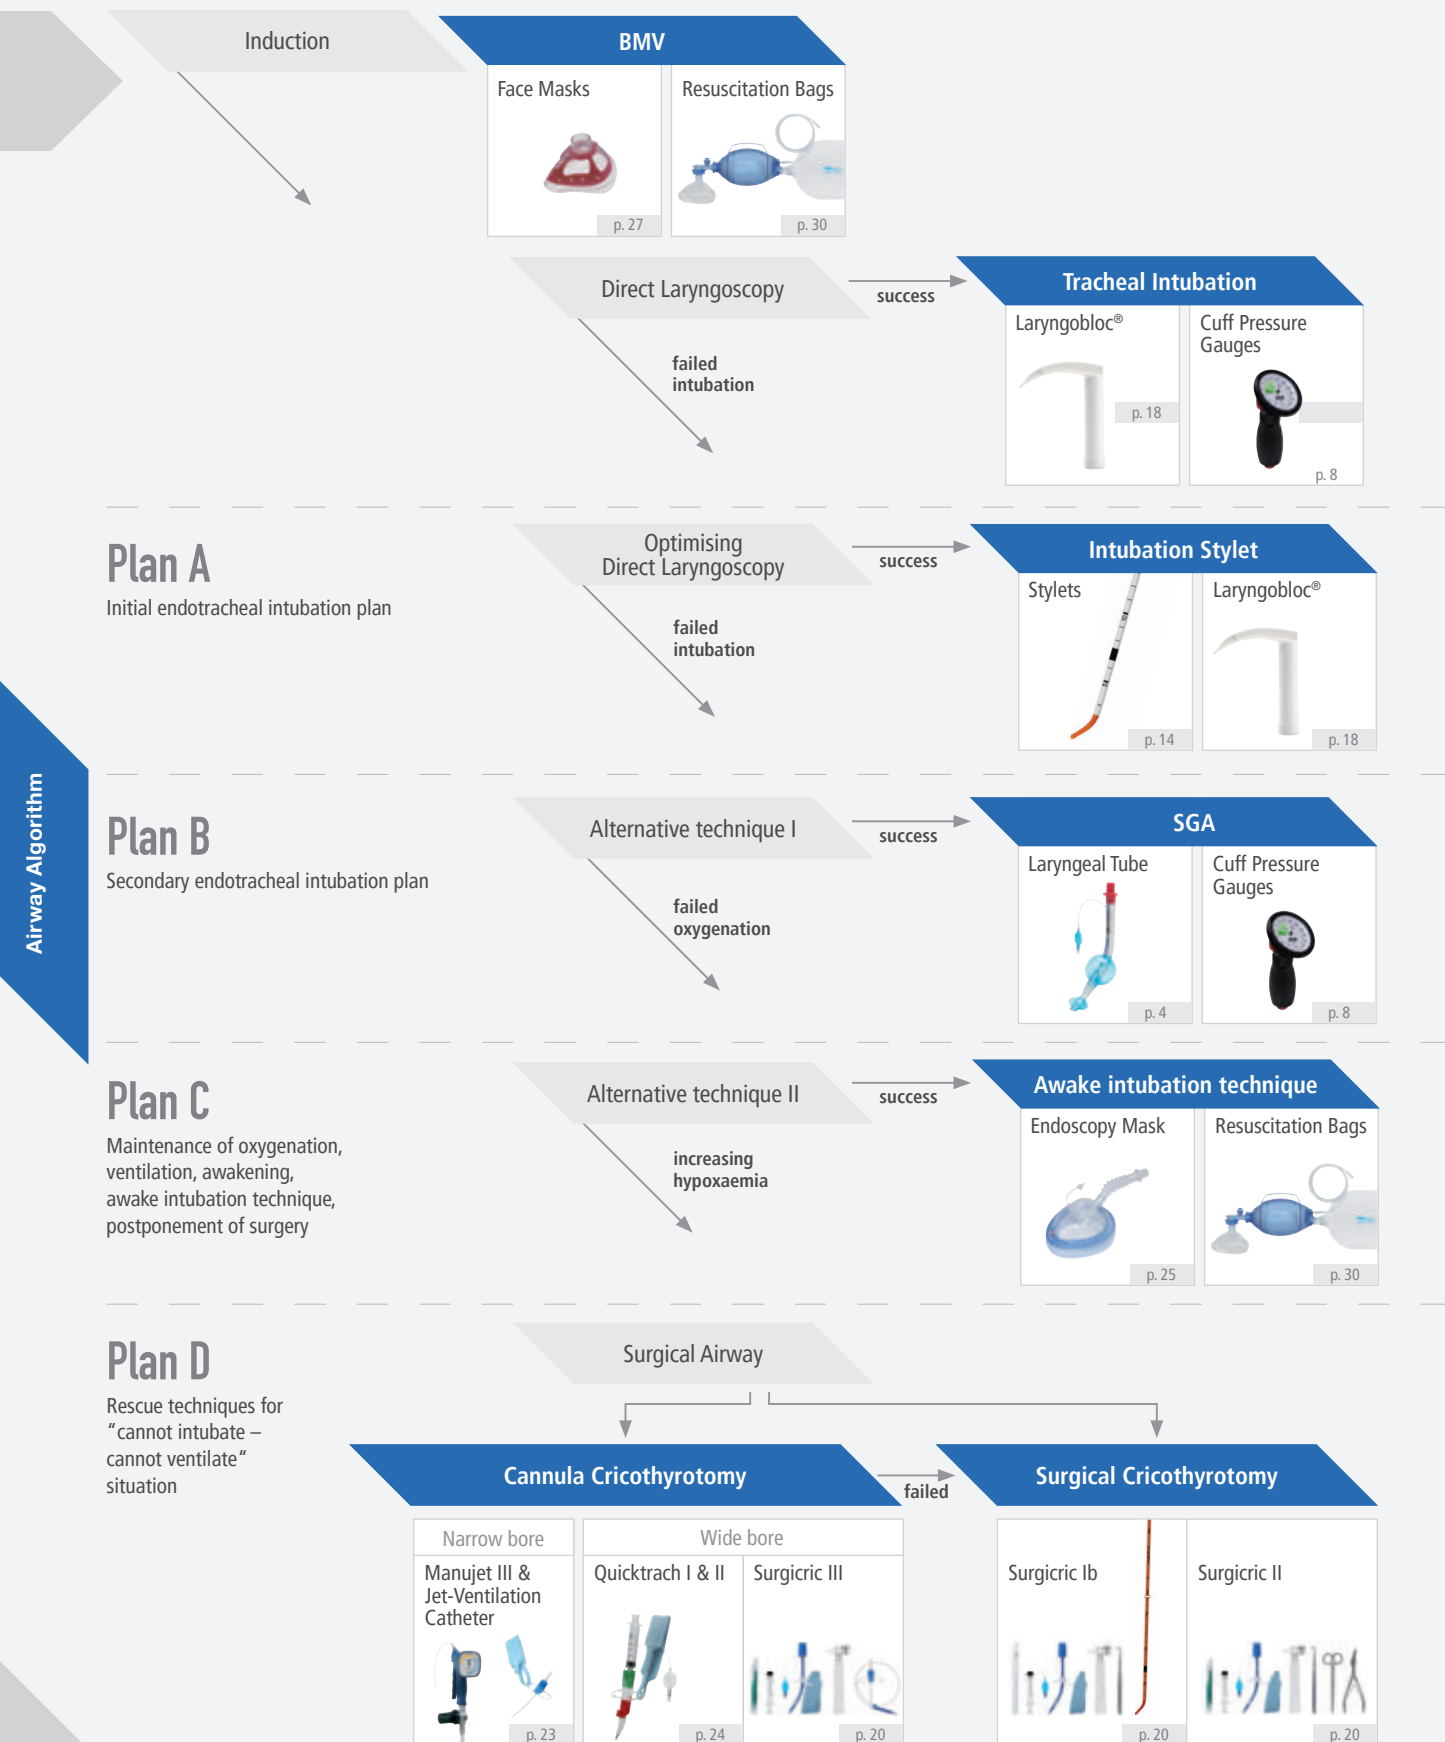 Induction
BMV
Face Masks
Resuscitation Bags
p. 27
p. 30
Direct Laryngoscopy
success
Tracheal Intubation
failed
intubation
Laryngobloc®
Cuff Pressure
Gauges
p. 18
p. 8
Plan A
Initial endotracheal intubation plan
Optimising
Direct Laryngoscopy
success
Intubation Stylet
failed
intubation
Stylets
Laryngobloc®
p. 14
p. 18
Airway Algorithm
Plan B
Secondary endotracheal intubation plan
Alternative technique I
success
SGA
failed
oxygenation
Laryngeal Tube
Cuff Pressure
Gauges
p. 4
p. 8
Plan C
Maintenance of oxygenation,
ventilation, awakening,
awake intubation technique,
postponement of surgery
Alternative technique II
success
Awake intubation technique
increasing
hypoxaemia
Endoscopy Mask
Resuscitation Bags
p. 25
p. 30
Plan D
Rescue techniques for
“cannot intubate –
cannot ventilate“
situation
Surgical Airway
Cannula Cricothyrotomy
failed
Surgical Cricothyrotomy
Narrow bore
Wide bore
Manujet III &
Jet-Ventilation
Catheter
Quicktrach I & II
Surgicric III
Surgicric Ib
Surgicric II
p. 23
p. 24
p. 20
p. 20
p. 20